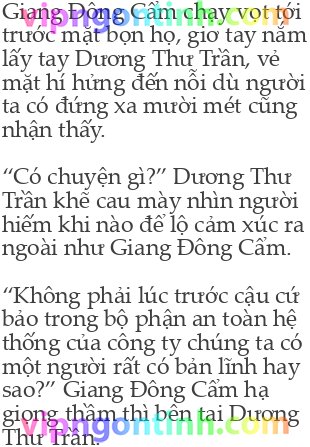 Giang Đông Cẩm chạy vọt tới
trước mặt bọn họ, giơ tay nắm
lấy tay Dương Thư Trần, vẻ
mặt hí hửng đến nỗi dù người
ta có đứng xa mười mét cũng
nhận thấy.
“Có chuyện gì?” Dương Thư
Trần khẽ cau mày nhìn người
hiếm khi nào để lộ cảm xúc ra
ngoài như Giang Đông Cẩm.
“Không phải lúc trước cậu cứ
bảo trong bộ phận an toàn hệ
thống của công ty chúng ta có
một người rất có bản lĩnh hay
sao?” Giang Đông Cẩm hạ
giọng thầm thì bên tai Dương
Thư Trần.
vipngontinh.com
vipngontinh.com